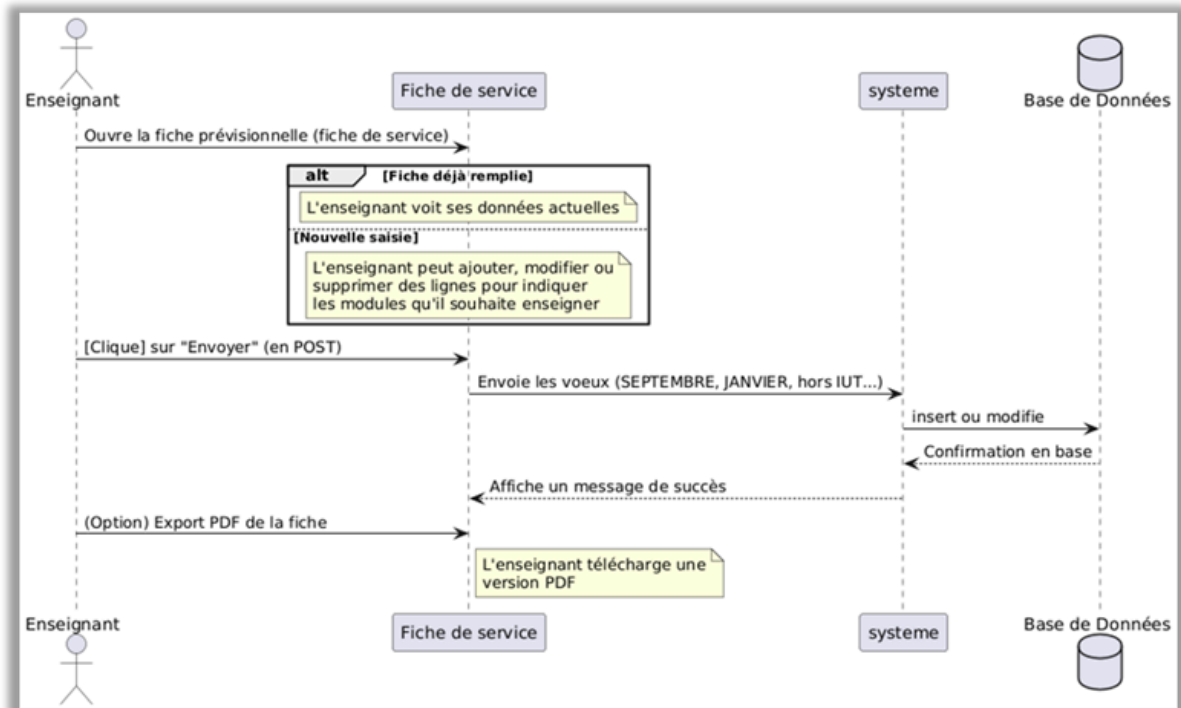 Enseignant
Fiche de service
systeme
Base de Données
Ouvre la fiche prévisionnelle (fiche de service)
alt [Fiche déjà remplie]
L'enseignant voit ses données actuelles
[Nouvelle saisie]
L'enseignant peut ajouter, modifier ou
supprimer des lignes pour indiquer
les modules qu'il souhaite enseigner
[Clique] sur "Envoyer" (en POST)
Envoie les voeux (SEPTEMBRE, JANVIER, hors IUT...)
insert ou modifie
Confirmation en base
Affiche un message de succès
(Option) Export PDF de la fiche
L'enseignant télécharge une
version PDF
Enseignant
Fiche de service
systeme
Base de Données